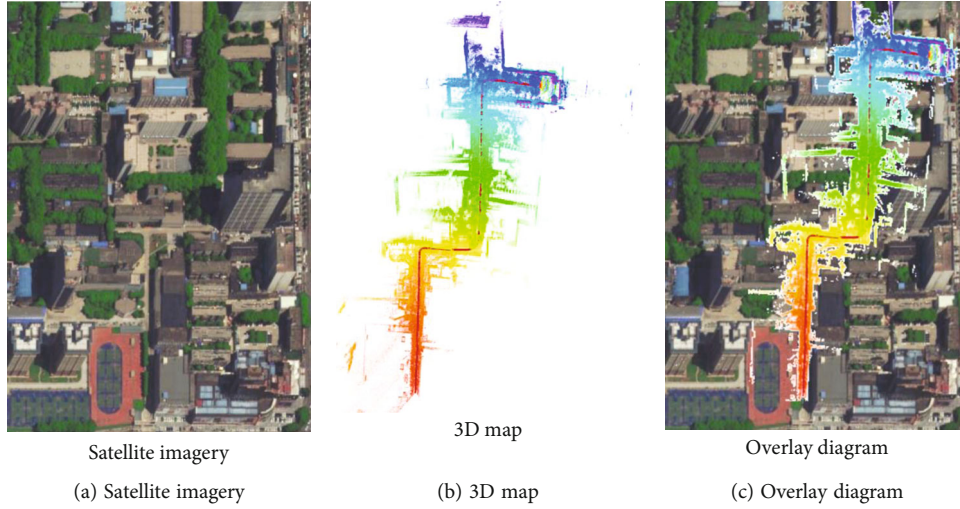 Satellite imagery
3D map
Overlay diagram
(a) Satellite imagery
(b) 3D map
(c) Overlay diagram